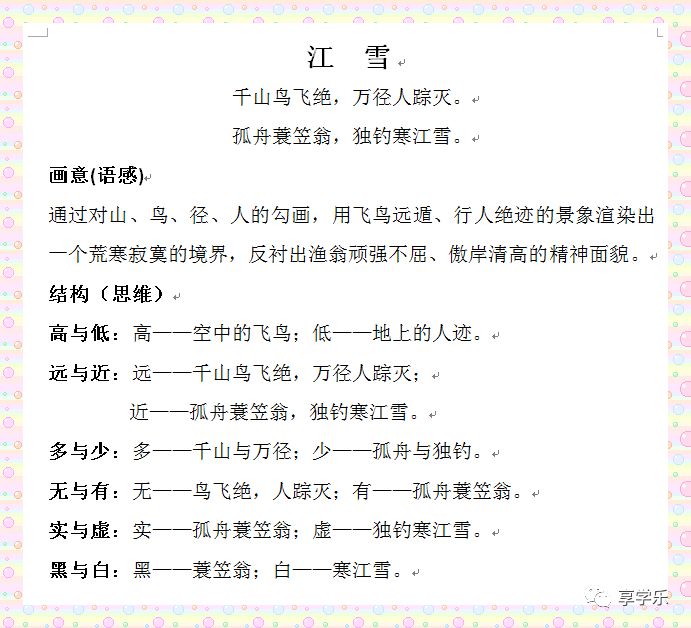 江 雪
千山鸟飞绝，万径人踪灭。
孤舟蓑笠翁，独钓寒江雪。
画意(语感)
通过对山、鸟、径、人的勾画，用飞鸟远遁、行人绝迹的景象渲染出
一个荒寒寂寞的境界，反衬出渔翁顽强不屈、傲岸清高的精神面貌。
结构（思维）
高与低：高——空中的飞鸟；低——地上的人迹。
远与近：远——千山鸟飞绝，万径人踪灭；
近——孤舟蓑笠翁，独钓寒江雪。
多与少：多——千山与万径；少——孤舟与独钓。
无与有：无——鸟飞绝，人踪灭；有——孤舟蓑笠翁。
实与虚：实——孤舟蓑笠翁；虚——独钓寒江雪。
黑与白：黑——蓑笠翁；白——寒江雪。
享学乐